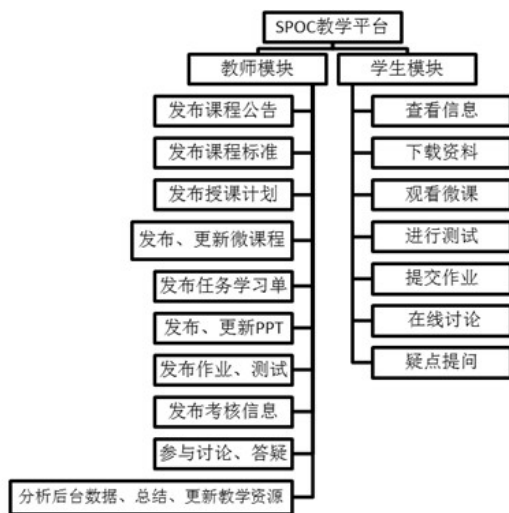 SPOC教学平台
教师模块
学生模块
发布课程公告
发布课程标准
发布授课计划
发布、更新微课程
发布任务学习单
发布、更新PPT
发布作业、测试
发布考核信息
参与讨论、答疑
分析后台数据、总结、更新教学资源
查看信息
下载资料
观看微课
进行测试
提交作业
在线讨论
疑点提问